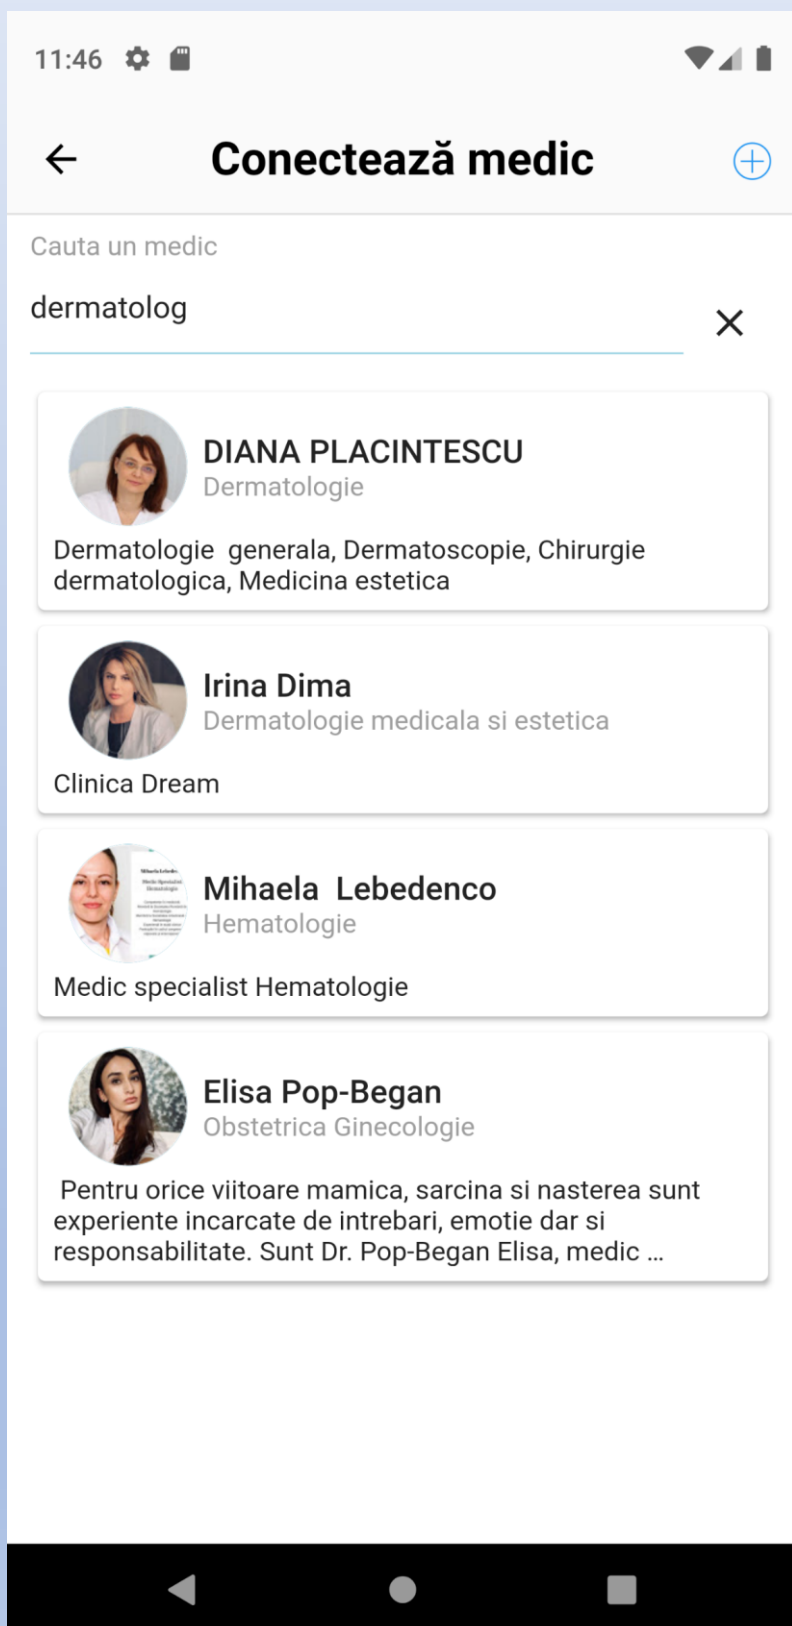 11:46
Conectează medic
Cauta un medic
dermatolog
DIANA PLACINTESCU
Dermatologie
Dermatologie  generala, Dermatoscopie, Chirurgie
dermatologica, Medicina estetica
Irina Dima
Dermatologie medicala si estetica
Clinica Dream
Mihaela  Lebedenco
Hematologie
Medic specialist Hematologie
Elisa Pop-Began
Obstetrica Ginecologie
Pentru orice viitoare mamica, sarcina si nasterea sunt
experiente incarcate de intrebari, emotie dar si
responsabilitate. Sunt Dr. Pop-Began Elisa, medic ...